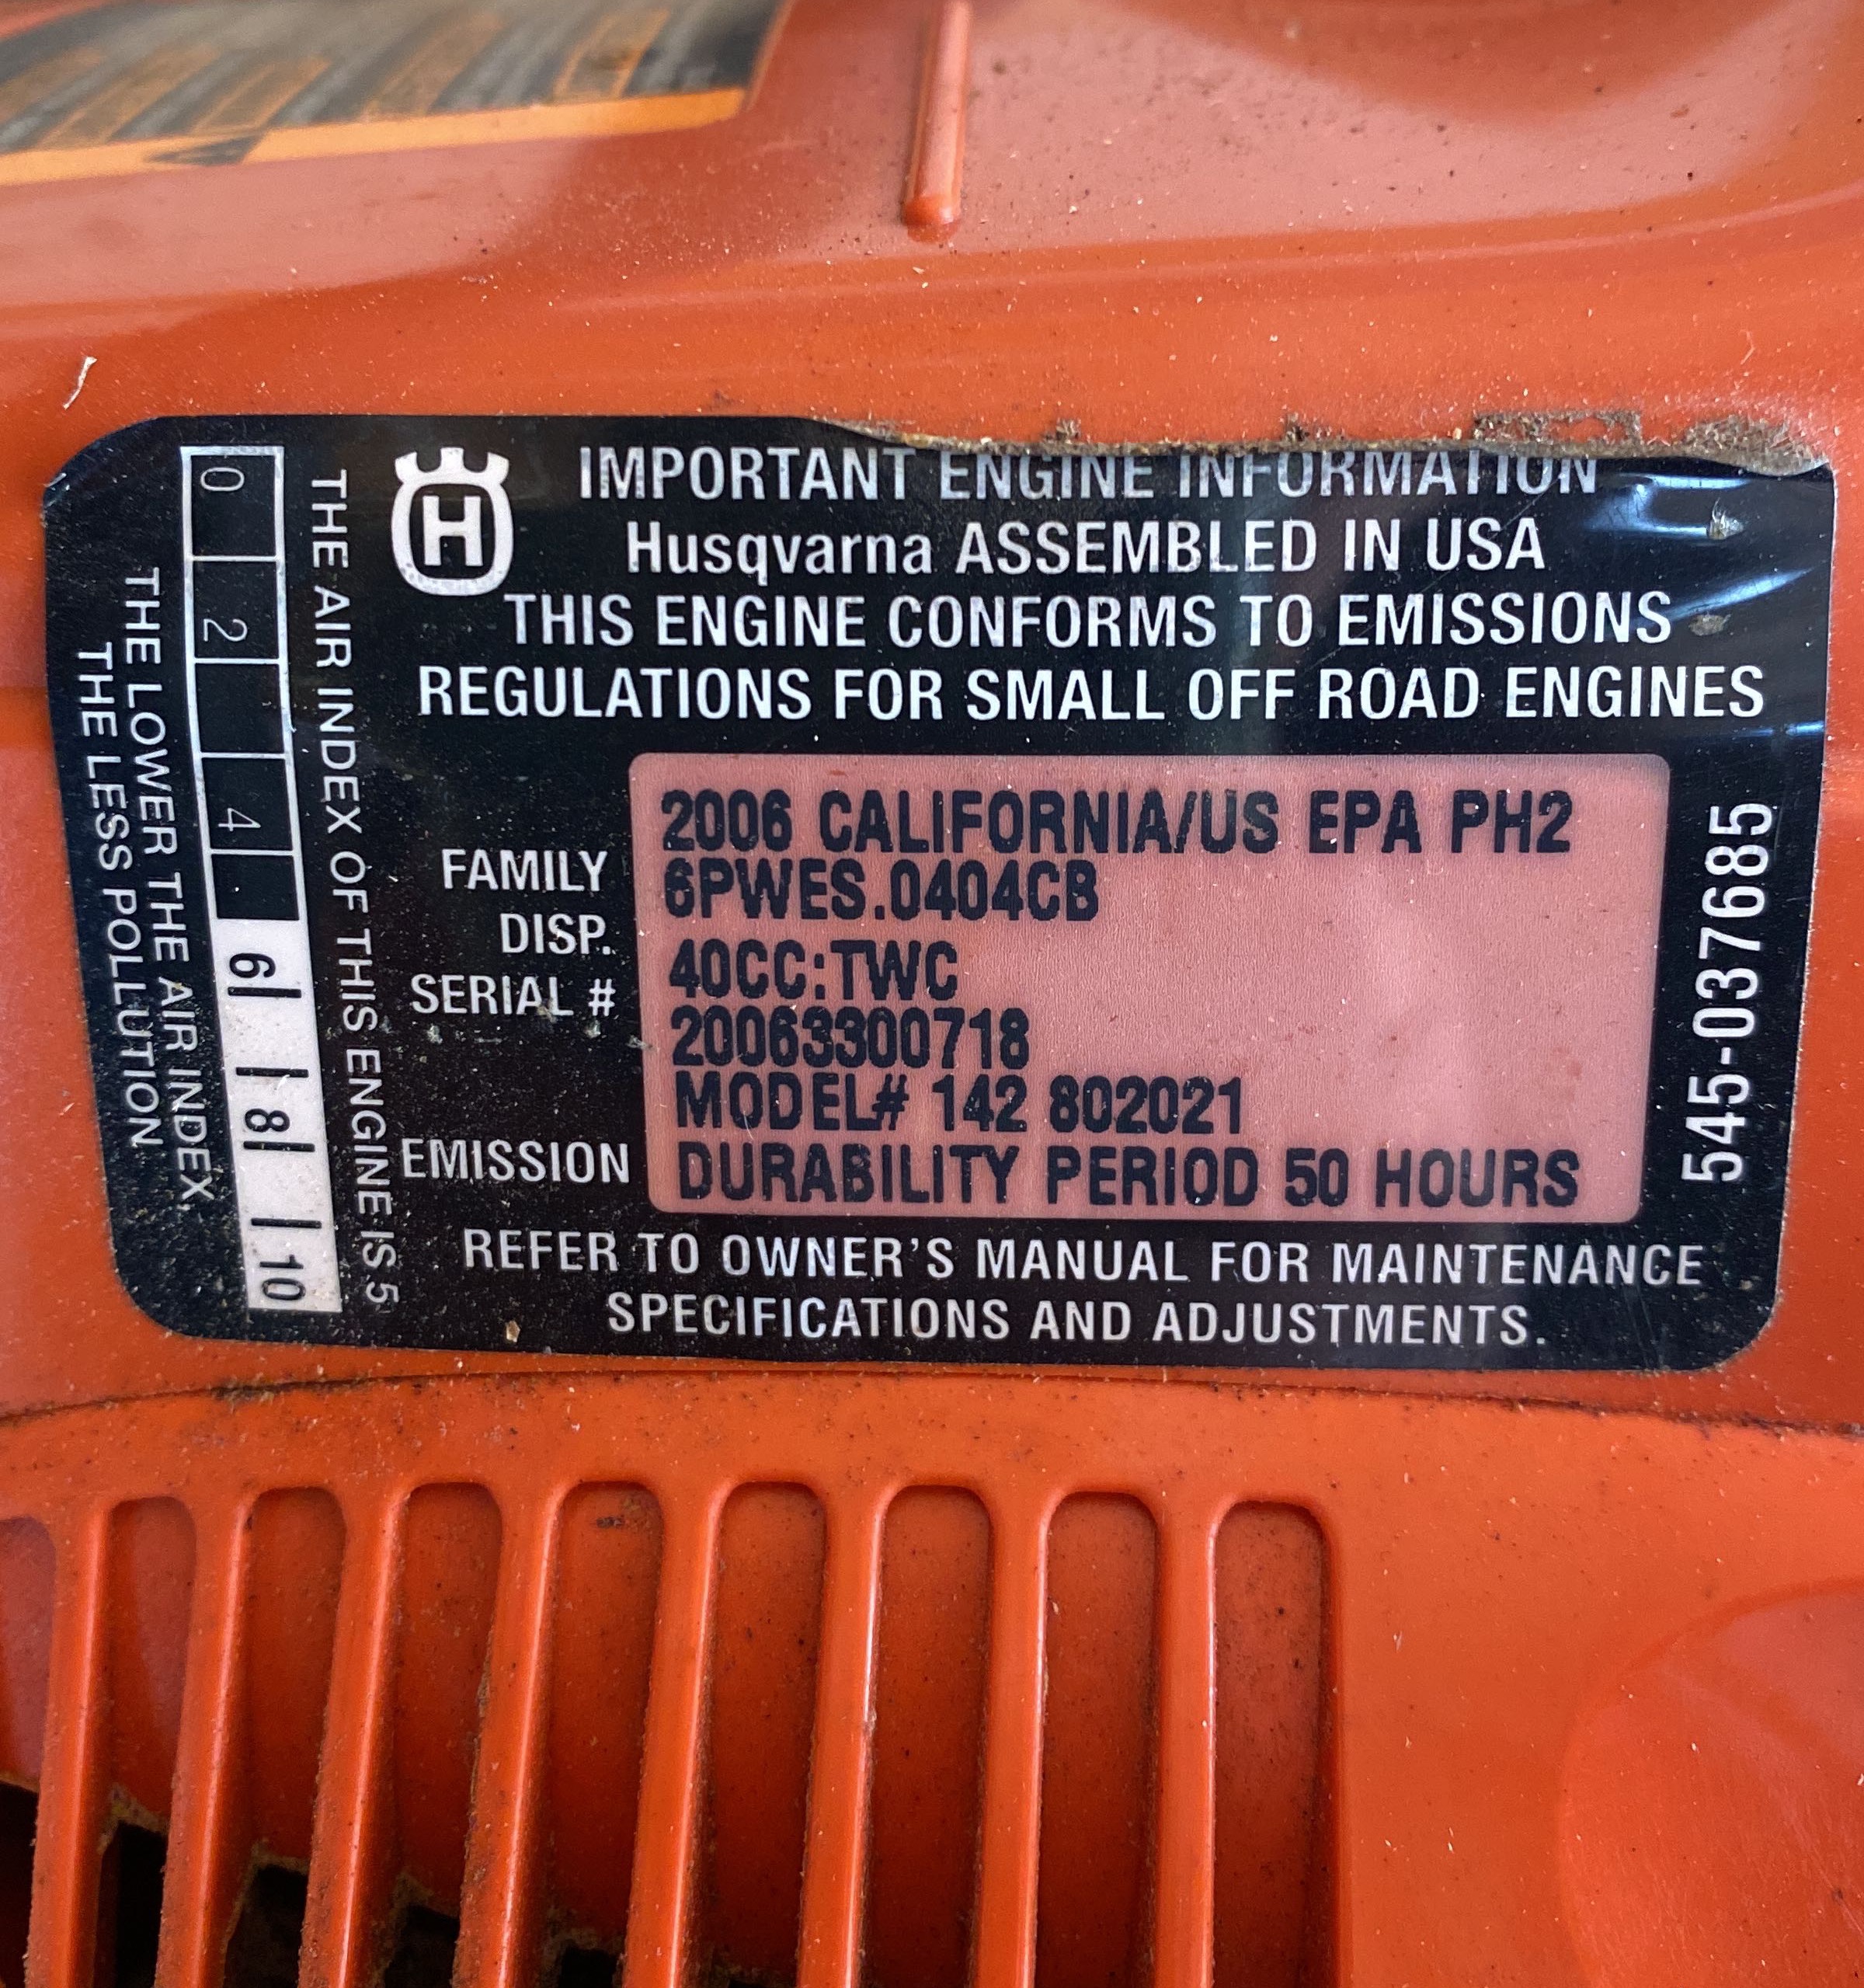 H
IMPORTANT ENGINE INFORMATION
Husqvarna ASSEMBLED IN USA
THIS ENGINE CONFORMS TO EMISSIONS
REGULATIONS FOR SMALL OFF ROAD ENGINES
2006 CALIFORNIA/US EPA PH2
FAMILY 6PWES.0404CB
DISP. 40CC:TWC
SERIAL # 20063300718
MODEL# 142 802021
EMISSION DURABILITY PERIOD 50 HOURS
REFER TO OWNER'S MANUAL FOR MAINTENANCE
SPECIFICATIONS AND ADJUSTMENTS.
545-037685
THE AIR INDEX OF THIS ENGINE IS 5
0 2 4 6 8 10
THE LOWER THE AIR INDEX
THE LESS POLLUTION